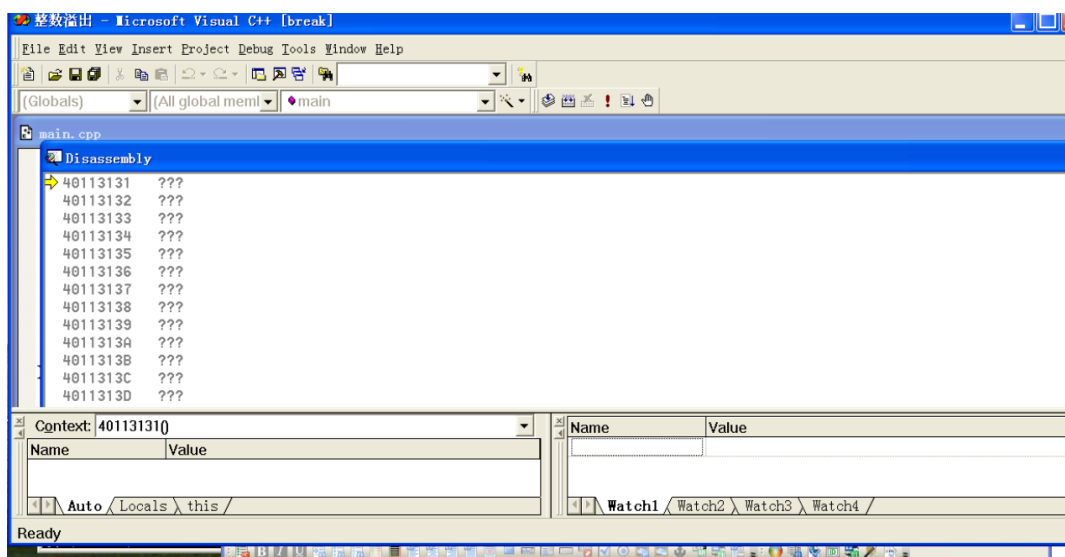 整数溢出 - Microsoft Visual C++ [break]
File Edit View Insert Project Debug Tools Window Help
(Globals) (All global meml main
main.cpp
Disassembly
40113131 ???
40113132 ???
40113133 ???
40113134 ???
40113135 ???
40113136 ???
40113137 ???
40113138 ???
40113139 ???
4011313A ???
4011313B ???
4011313C ???
4011313D ???
Context: 40113131()
Name Value
Auto Locals this
Name Value
Watch1 Watch2 Watch3 Watch4
Ready